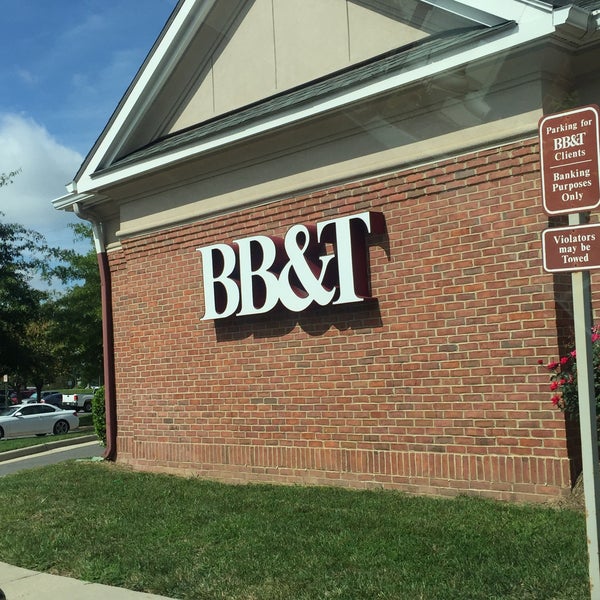 BB&T
Parking for
BB&T
Clients
Banking
Purposes
Only
Violators
may be
Towed